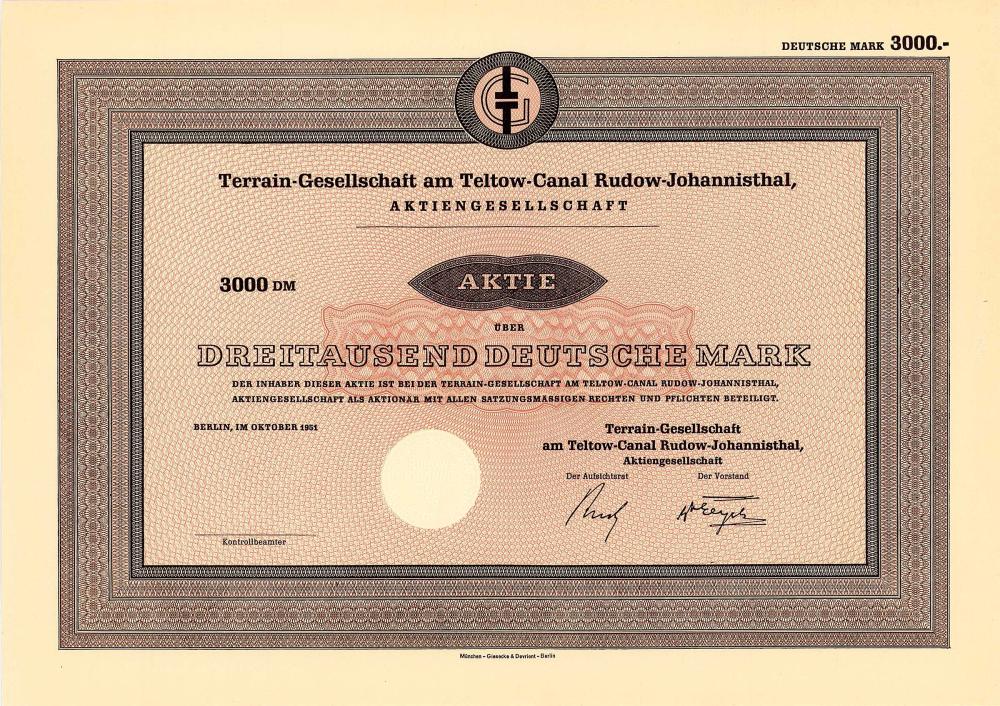 DEUTSCHE MARK 3000.-
G
Terrain-Gesellschaft am Teltow-Canal Rudow-Johannisthal,
AKTIENGESELLSCHAFT
3000 DM
AKTIE
ÜBER
DREITAUSEND DEUTSCHE MARK
DER INHABER DIESER AKTIE IST BEI DER TERRAIN-GESELLSCHAFT AM TELTOW-CANAL RUDOW-JOHANNISTHAL,
AKTIENGESELLSCHAFT ALS AKTIONÄR MIT ALLEN SATZUNGSMÄSSIGEN RECHTEN UND PFLICHTEN BETEILIGT.
BERLIN, IM OKTOBER 1951
Terrain-Gesellschaft
am Teltow-Canal Rudow-Johannisthal,
Aktiengesellschaft
Der Aufsichtsrat Der Vorstand
Kontrollbeamter
München - Giesecke & Devrient - Berlin